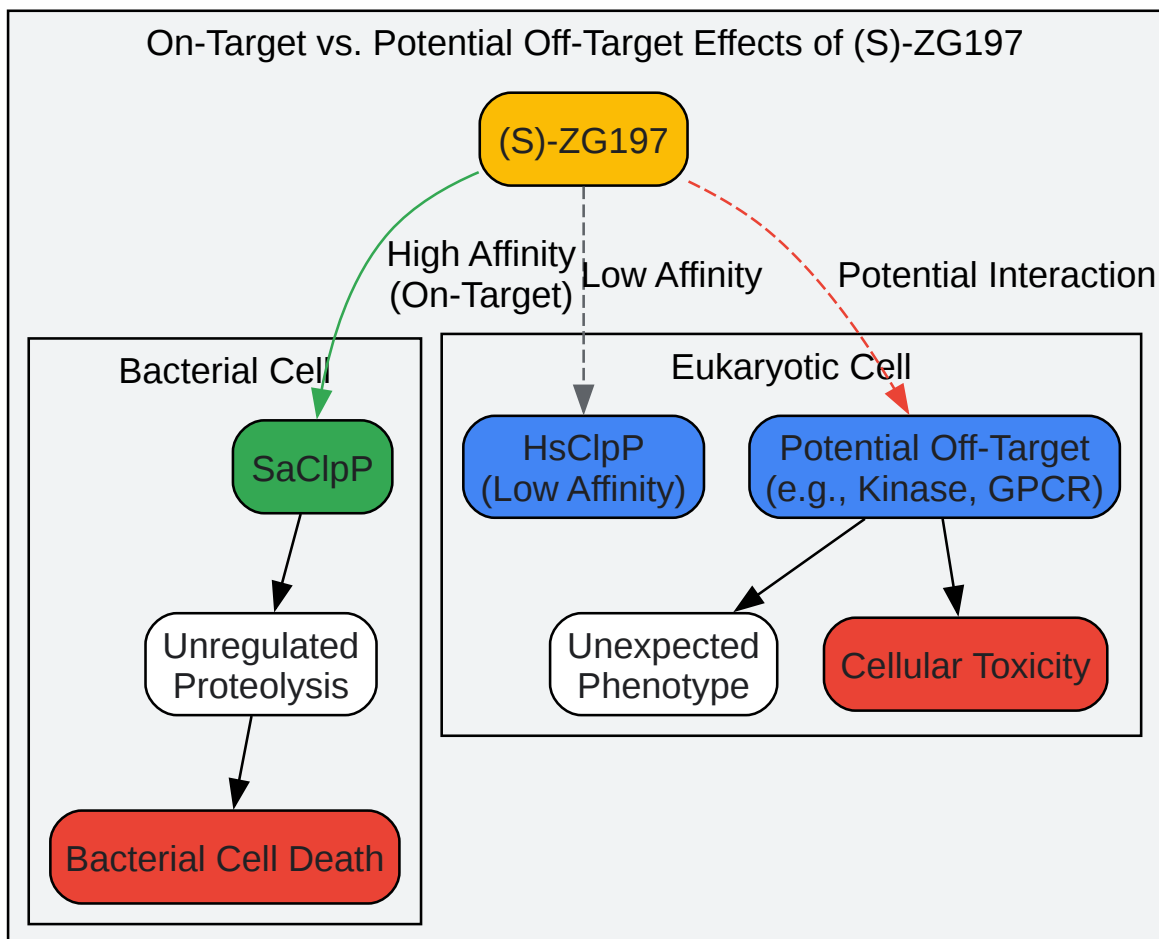 On-Target vs. Potential Off-Target Effects of (S)-ZG197
(S)-ZG197
High Affinity
(On-Target)
Low Affinity
Potential Interaction
Bacterial Cell
Eukaryotic Cell
SaClpP
HsClpP
(Low Affinity)
Potential Off-Target
(e.g., Kinase, GPCR)
Unregulated
Proteolysis
Unexpected
Phenotype
Cellular Toxicity
Bacterial Cell Death